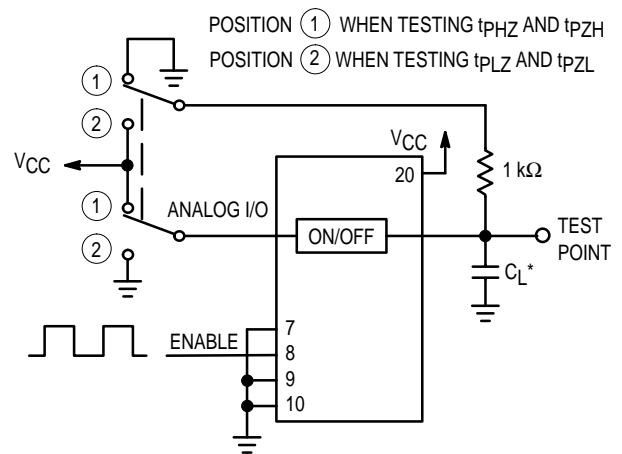 POSITION 1 WHEN TESTING tPHZ AND tPZH
POSITION 2 WHEN TESTING tPLZ AND tPZL
1
2
VCC
VCC
20
1 kΩ
1
ANALOG I/O
ON/OFF
TEST
POINT
2
CL*
7
ENABLE
8
9
10